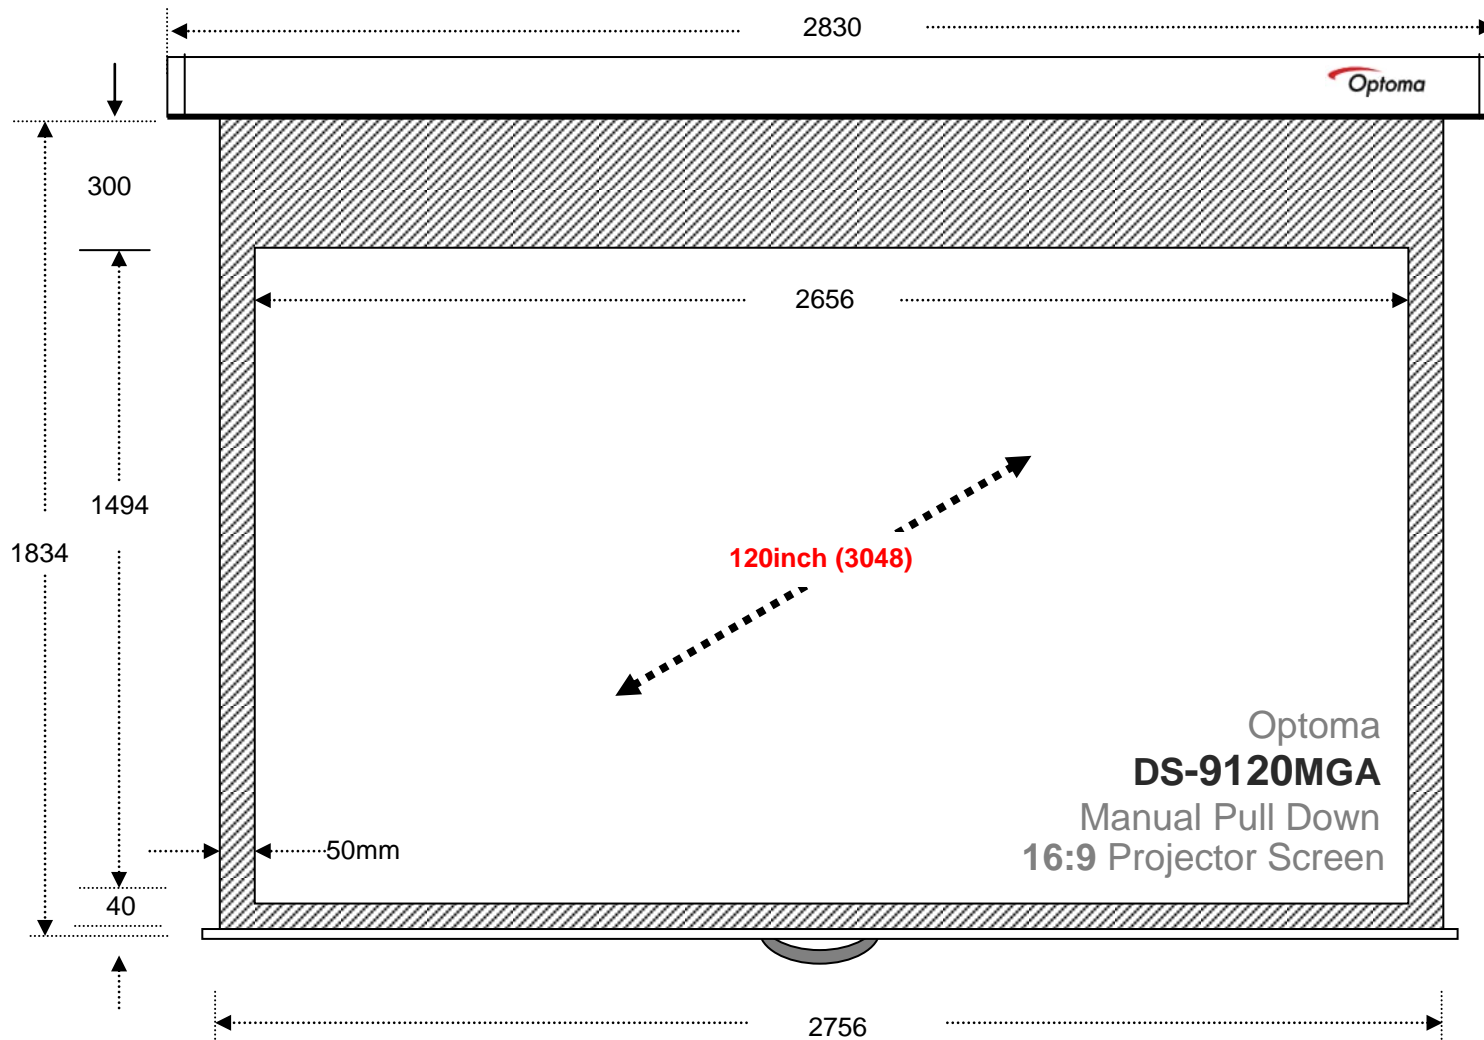 2830
Optoma
300
2656
1494
1834
120inch (3048)
Optoma
DS-9120MGA
Manual Pull Down
16:9 Projector Screen
50mm
40
2756